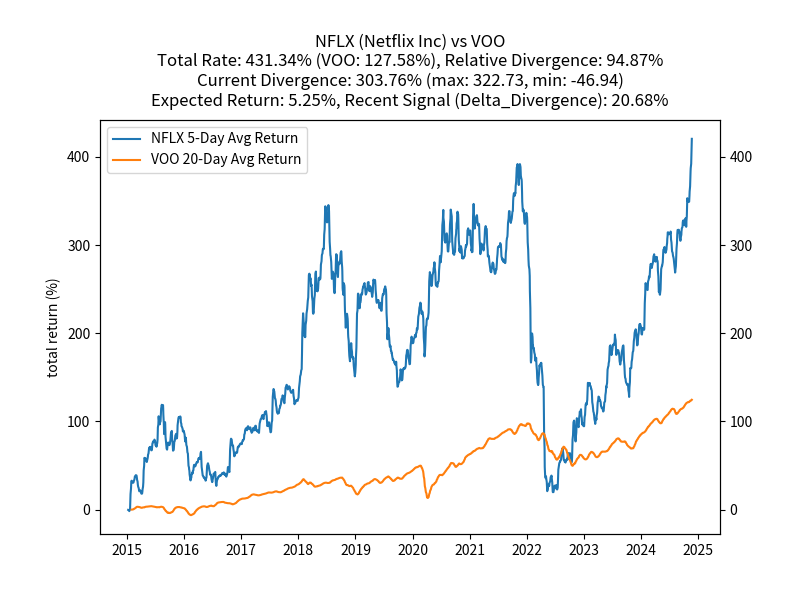 NFLX (Netflix Inc) vs VOO
Total Rate: 431.34% (VOO: 127.58%), Relative Divergence: 94.87%
Current Divergence: 303.76% (max: 322.73, min: -46.94)
Expected Return: 5.25%, Recent Signal (Delta_Divergence): 20.68%
NFLX 5-Day Avg Return
VOO 20-Day Avg Return
total return (%)
400 400
300 300
200 200
100 100
0 0
2015 2016 2017 2018 2019 2020 2021 2022 2023 2024 2025